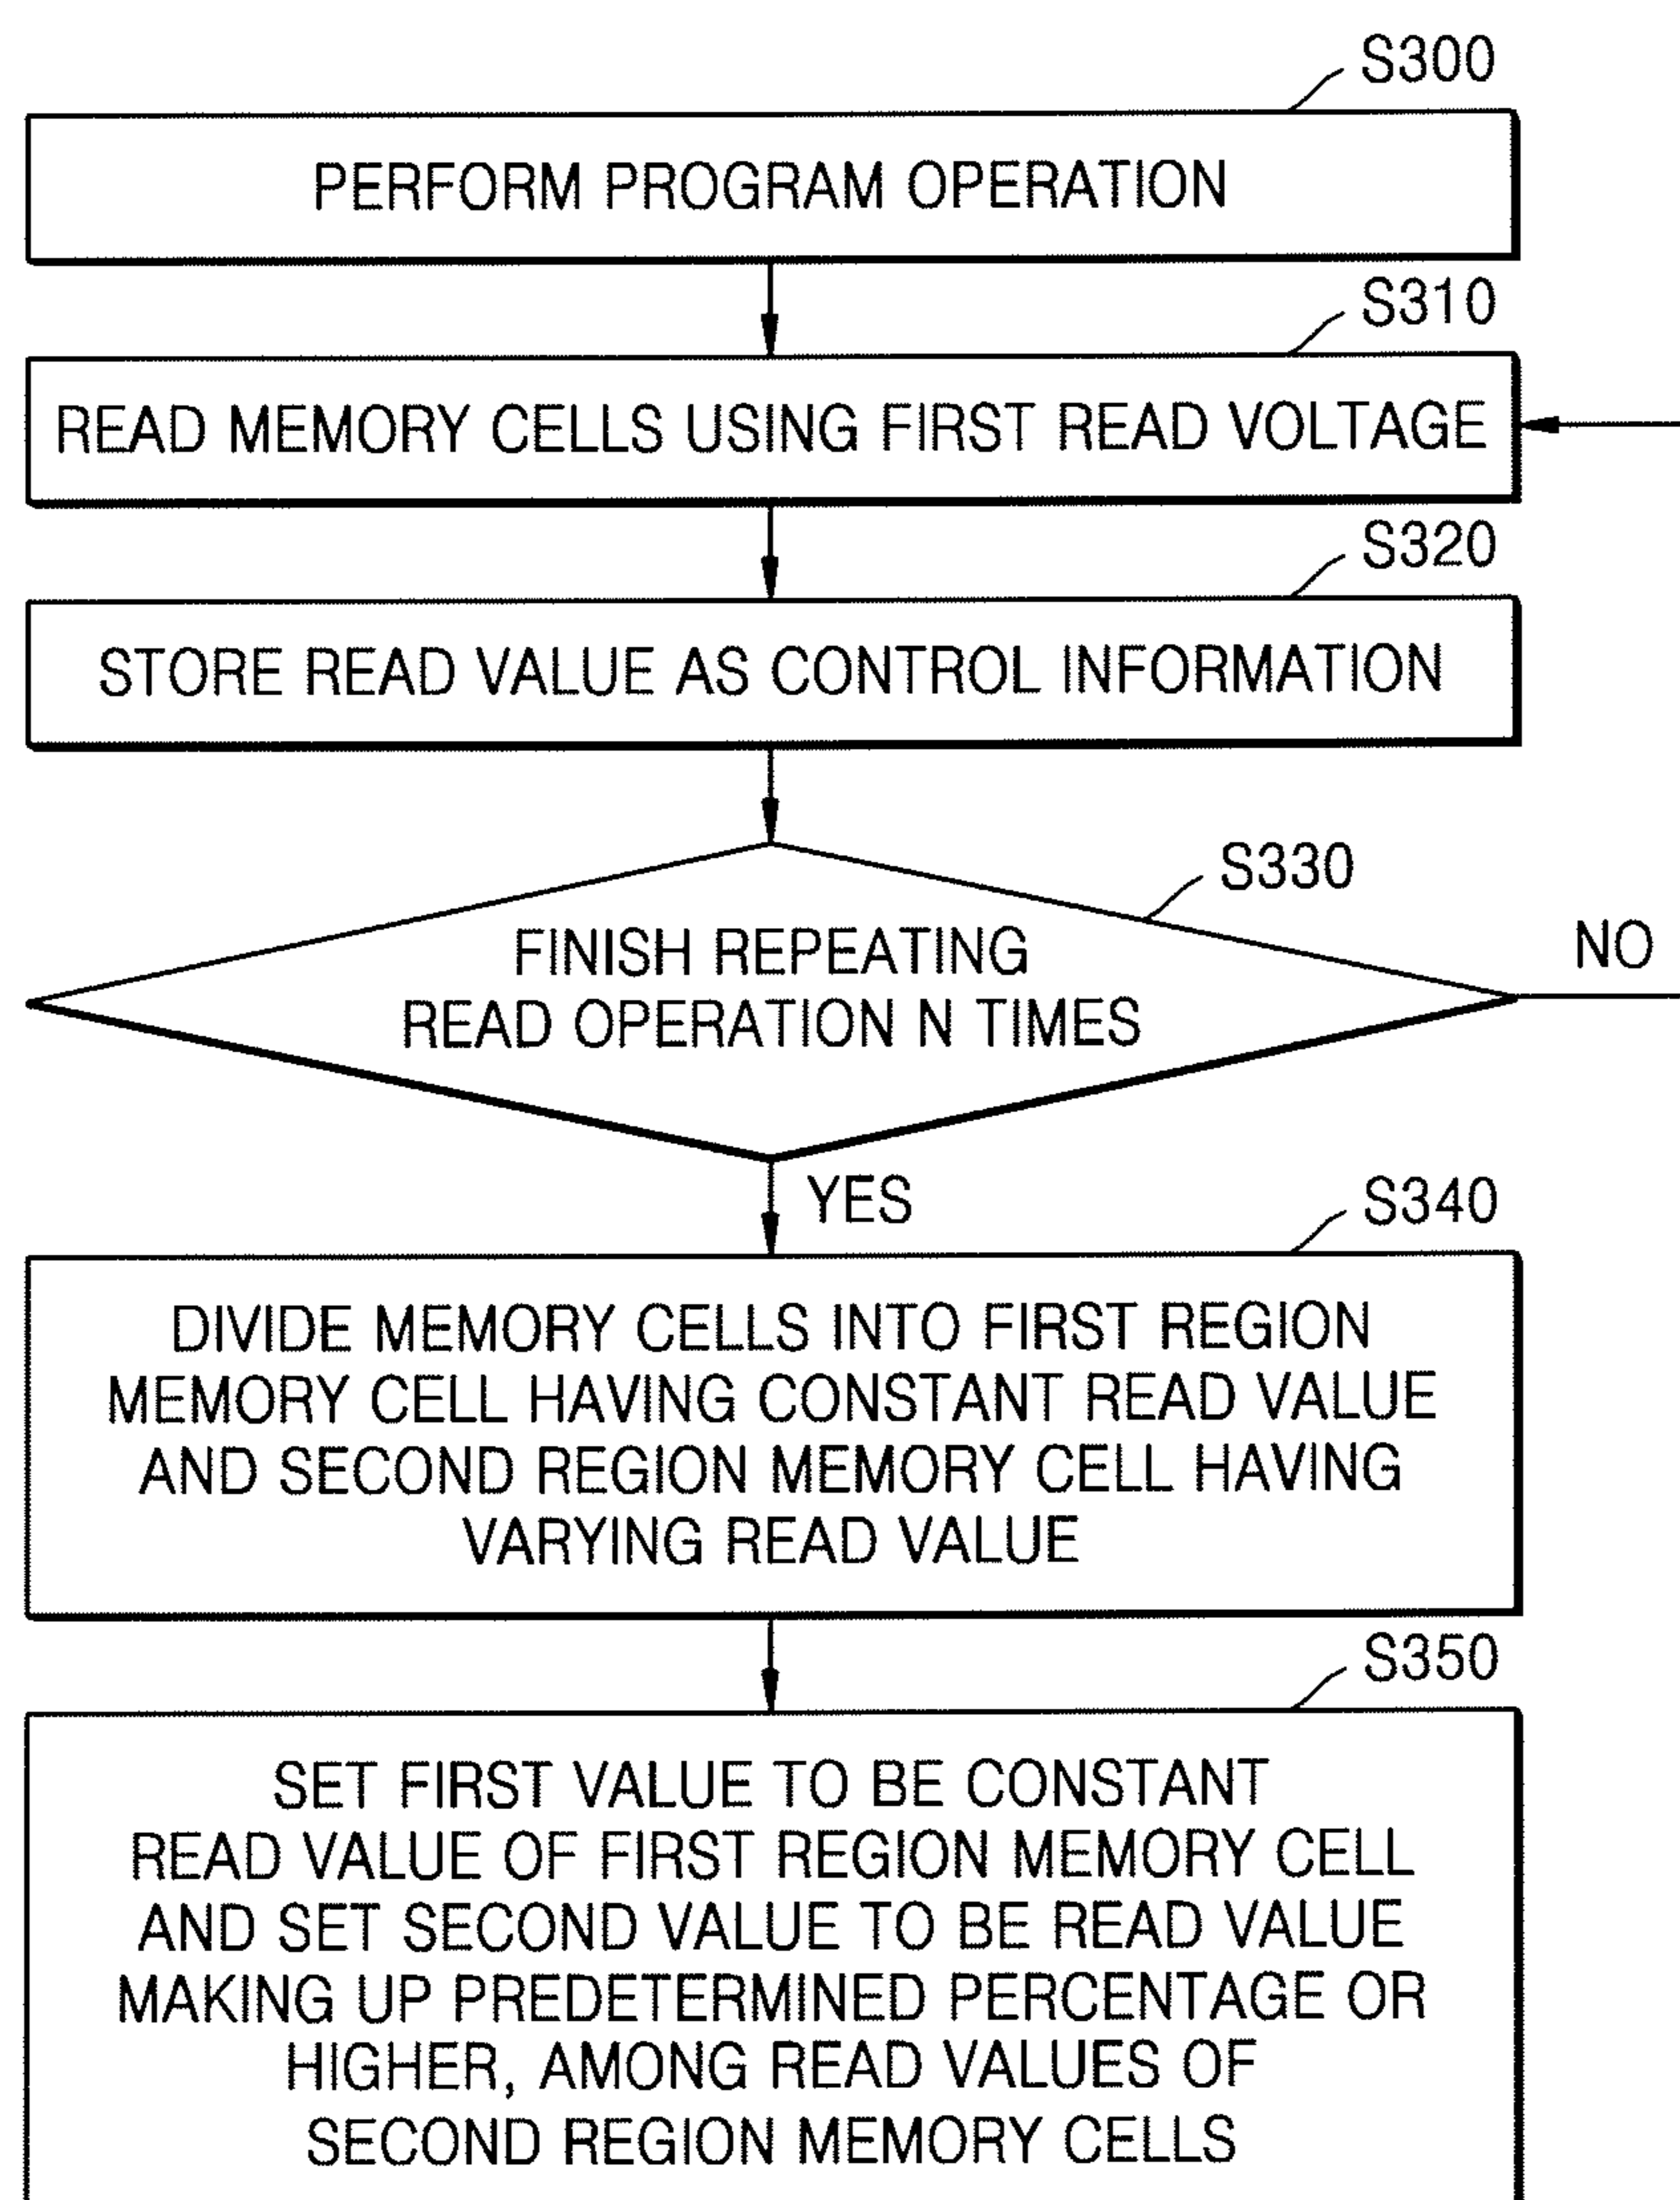 S300
PERFORM PROGRAM OPERATION
S310
READ MEMORY CELLS USING FIRST READ VOLTAGE
S320
STORE READ VALUE AS CONTROL INFORMATION
S330
FINISH REPEATING
READ OPERATION N TIMES
NO
YES
S340
DIVIDE MEMORY CELLS INTO FIRST REGION
MEMORY CELL HAVING CONSTANT READ VALUE
AND SECOND REGION MEMORY CELL HAVING
VARYING READ VALUE
S350
SET FIRST VALUE TO BE CONSTANT
READ VALUE OF FIRST REGION MEMORY CELL
AND SET SECOND VALUE TO BE READ VALUE
MAKING UP PREDETERMINED PERCENTAGE OR
HIGHER, AMONG READ VALUES OF
SECOND REGION MEMORY CELLS